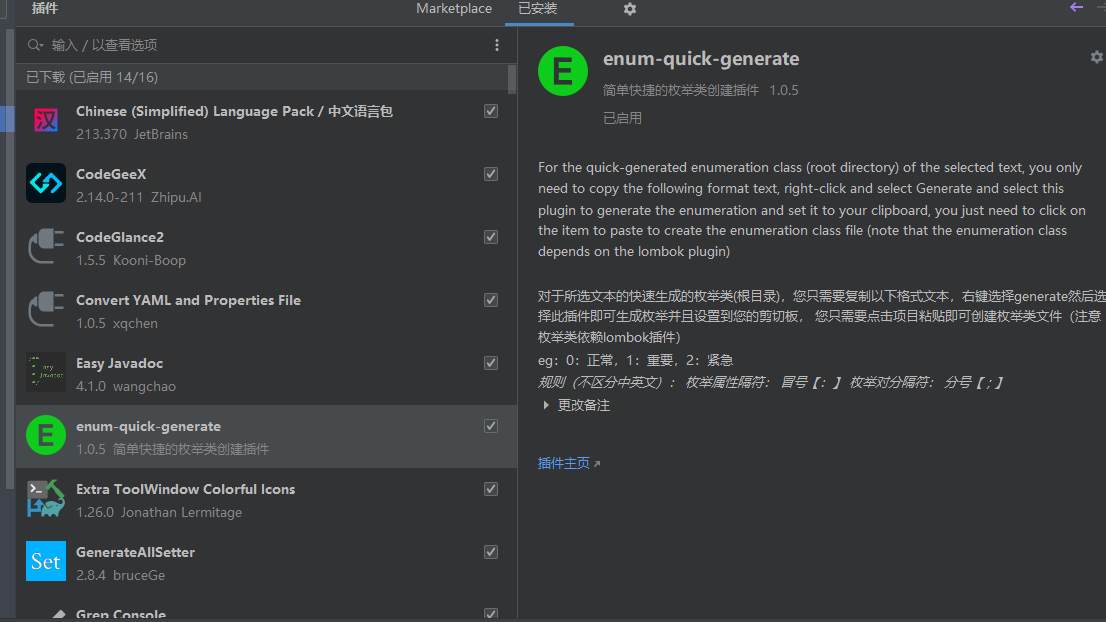 插件
Marketplace
已安装
输入 / 以查看选项
已下载 (已启用 14/16)
汉
Chinese (Simplified) Language Pack / 中文语言包
213.370 JetBrains
CodeGeeX
2.14.0-211 Zhipu.AI
CodeGlance2
1.5.5 Kooni-Boop
Convert YAML and Properties File
1.0.5 xqchen
Easy Javadoc
4.1.0 wangchao
E
enum-quick-generate
1.0.5 简单快捷的枚举类创建插件
Extra ToolWindow Colorful Icons
1.26.0 Jonathan Lermitage
Set
GenerateAllSetter
2.8.4 bruceGe
Grep Console
E
enum-quick-generate
简单快捷的枚举类创建插件 1.0.5
已启用
For the quick-generated enumeration class (root directory) of the selected text, you only
need to copy the following format text, right-click and select Generate and select this
plugin to generate the enumeration and set it to your clipboard, you just need to click on
the item to paste to create the enumeration class file (note that the enumeration class
depends on the lombok plugin)
对于所选文本的快速生成的枚举类(根目录)，您只需要复制以下格式文本，右键选择generate然后选
择此插件即可生成枚举并且设置到您的剪切板， 您只需要点击项目粘贴即可创建枚举类文件（注意
枚举类依赖lombok插件）
eg：0：正常，1：重要，2：紧急
规则（不区分中英文）： 枚举属性隔符： 冒号【：】 枚举对分隔符： 分号【；】
更改备注
插件主页